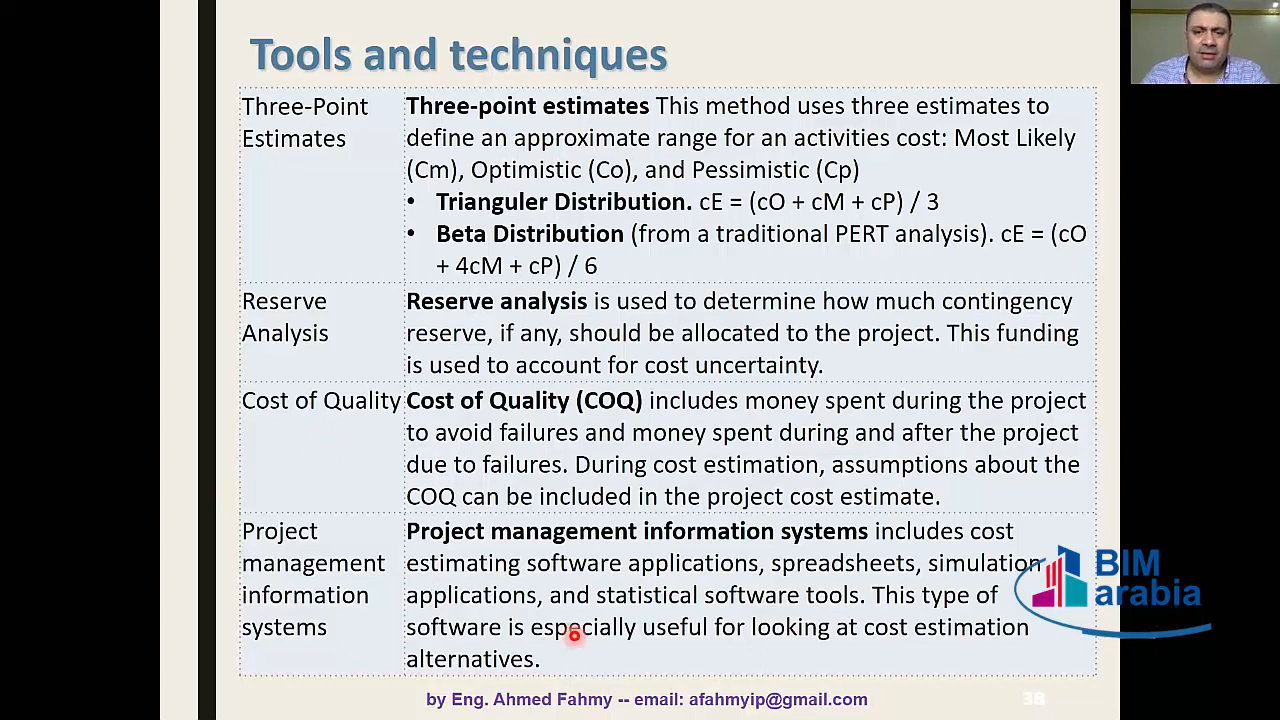 Tools and techniques
Three-Point
Estimates
Three-point estimates This method uses three estimates to
define an approximate range for an activities cost: Most Likely
(Cm), Optimistic (Co), and Pessimistic (Cp)
• Trianguler Distribution. cE = (cO + cM + cP) / 3
• Beta Distribution (from a traditional PERT analysis). cE = (cO
+ 4cM + cP) / 6
Reserve
Analysis
Reserve analysis is used to determine how much contingency
reserve, if any, should be allocated to the project. This funding
is used to account for cost uncertainty.
Cost of Quality
Cost of Quality (COQ) includes money spent during the project
to avoid failures and money spent during and after the project
due to failures. During cost estimation, assumptions about the
COQ can be included in the project cost estimate.
Project
management
information
systems
Project management information systems includes cost
estimating software applications, spreadsheets, simulation
applications, and statistical software tools. This type of
software is especially useful for looking at cost estimation
alternatives.
BIM
arabia
by Eng. Ahmed Fahmy -- email: afahmyip@gmail.com
38